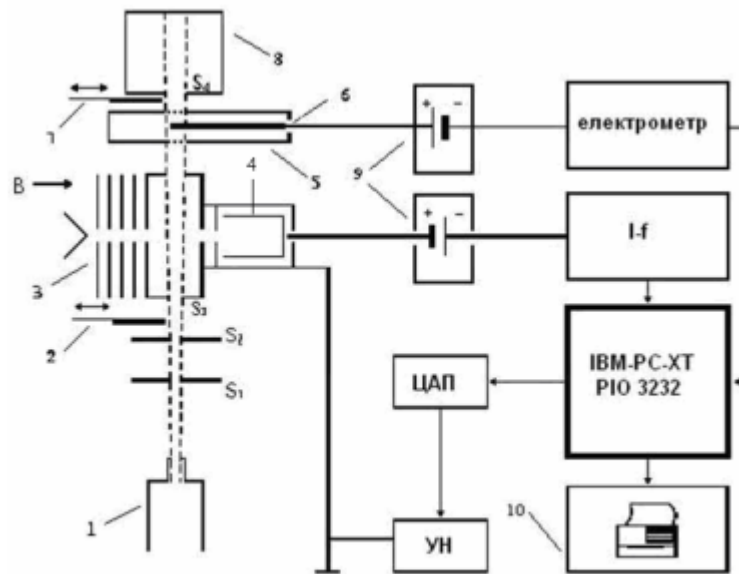 8
S₄
6
7
+ −
електрометр
5
9
4
B
+ −
I-f
3
S₃
2
S₂
ЦАП
IBM-PC-XT
PIO 3232
S₁
1
10
УН